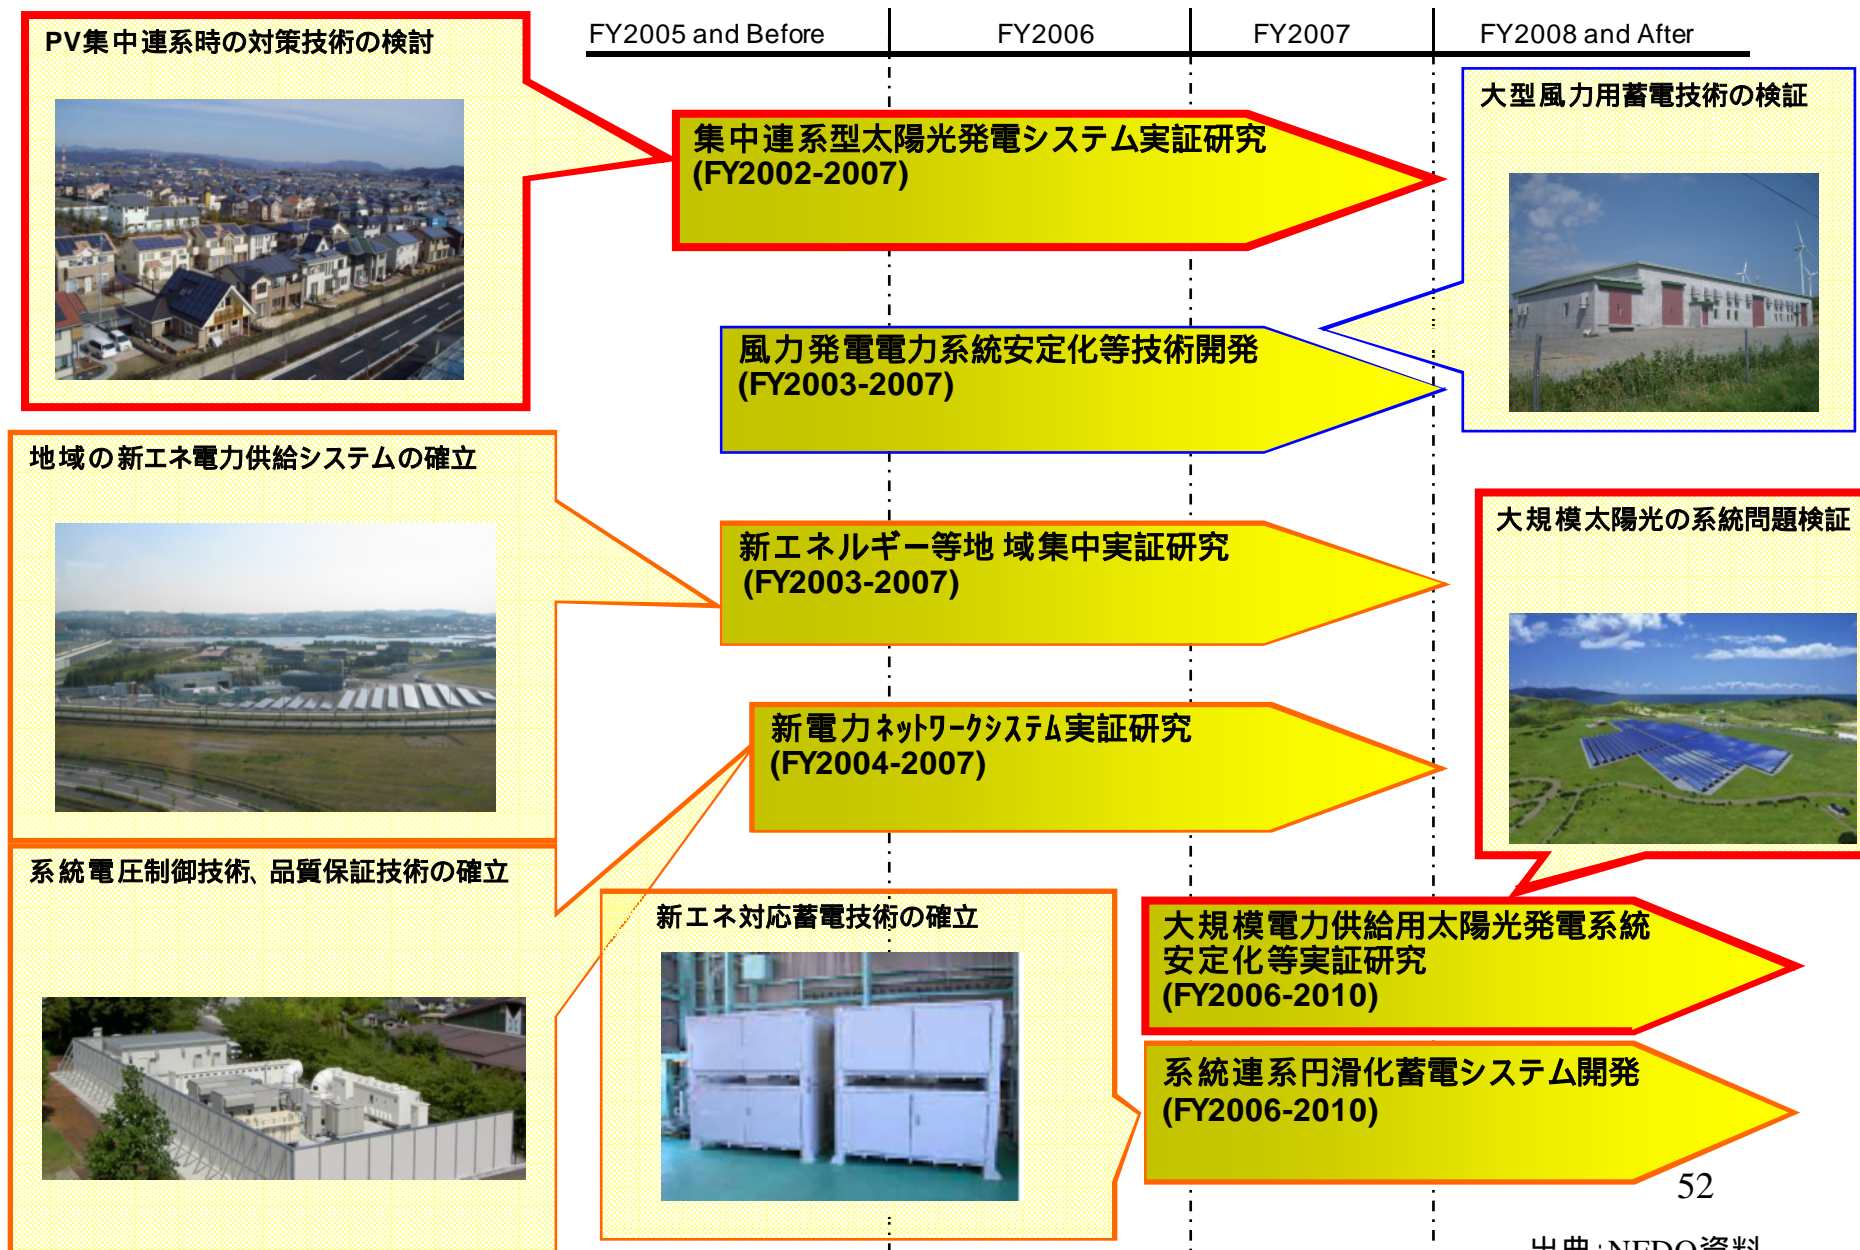 FY2005 and Before
FY2006
FY2007
FY2008 and After
PV集中連系時の対策技術の検討
大型風力用蓄電技術の検証
集中連系型太陽光発電システム実証研究
(FY2002-2007)
風力発電電力系統安定化等技術開発
(FY2003-2007)
地域の新エネ電力供給システムの確立
大規模太陽光の系統問題検証
新エネルギー等地 域集中実証研究
(FY2003-2007)
新電力ネットワークシステム実証研究
(FY2004-2007)
系統電圧制御技術、品質保証技術の確立
新エネ対応蓄電技術の確立
大規模電力供給用太陽光発電系統
安定化等実証研究
(FY2006-2010)
系統連系円滑化蓄電システム開発
(FY2006-2010)
52
出典:NEDO資料